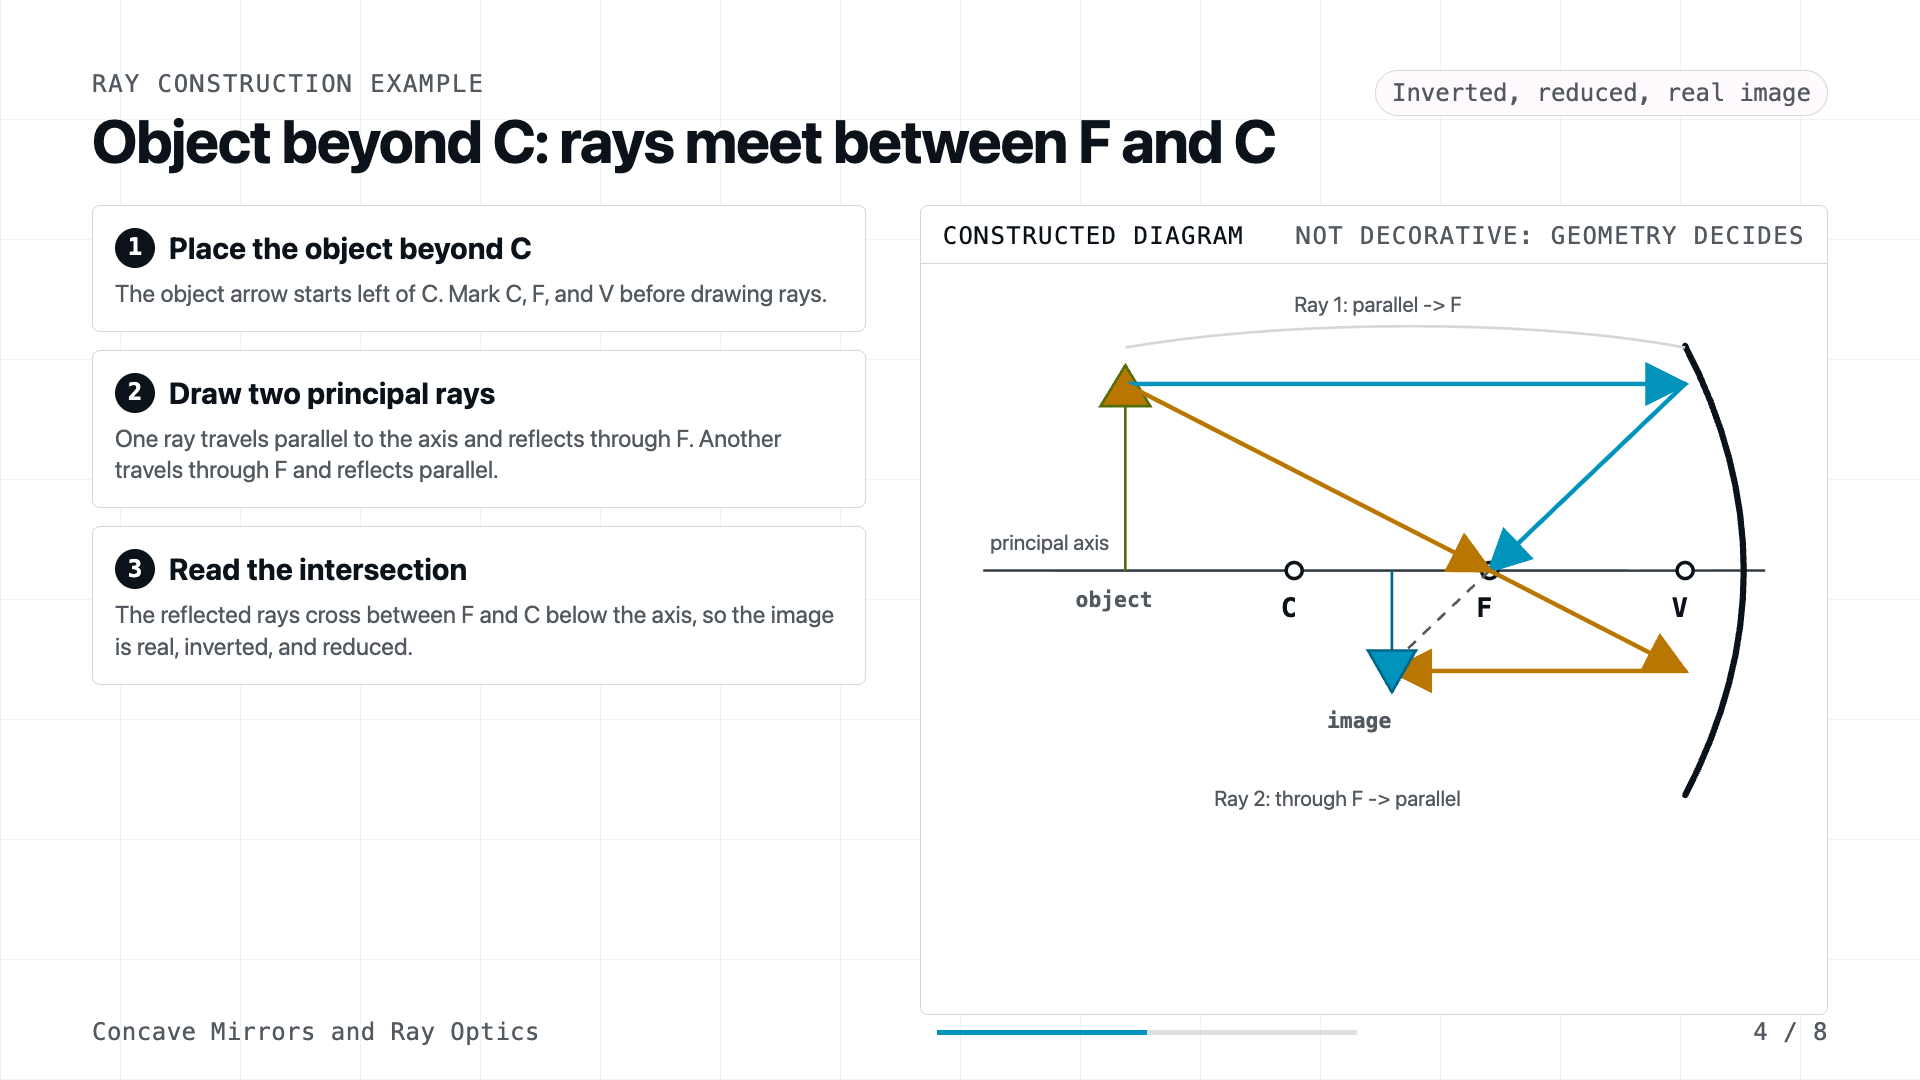 RAY CONSTRUCTION EXAMPLE
Object beyond C: rays meet between F and C
Inverted, reduced, real image
1 Place the object beyond C
The object arrow starts left of C. Mark C, F, and V before drawing rays.
2 Draw two principal rays
One ray travels parallel to the axis and reflects through F. Another
travels through F and reflects parallel.
3 Read the intersection
The reflected rays cross between F and C below the axis, so the image
is real, inverted, and reduced.
CONSTRUCTED DIAGRAM NOT DECORATIVE: GEOMETRY DECIDES
Ray 1: parallel -> F
principal axis
object
C
F
V
image
Ray 2: through F -> parallel
Concave Mirrors and Ray Optics
4 / 8